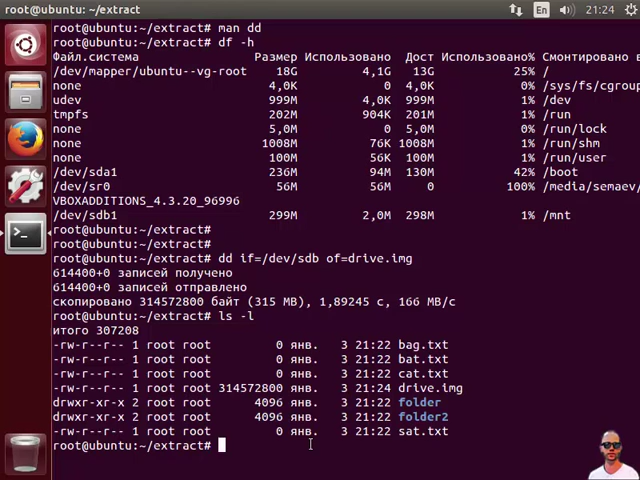 root@ubuntu: ~/extract
En
21:24
root@ubuntu:~/extract# man dd
root@ubuntu:~/extract# df -h
Файл.система Размер Использовано Дост Использовано% Смонтировано в
/dev/mapper/ubuntu--vg-root 18G 4,1G 13G 25% /
none 4,0K 0 4,0K 0% /sys/fs/cgroup
udev 999M 4,0K 999M 1% /dev
tmpfs 202M 904K 201M 1% /run
none 5,0M 0 5,0M 0% /run/lock
none 1008M 76K 1008M 1% /run/shm
none 100M 56K 100M 1% /run/user
/dev/sda1 236M 94M 130M 42% /boot
/dev/sr0 56M 56M 0 100% /media/semaev/
VBOXADDITIONS_4.3.20_96996
/dev/sdb1 299M 2,0M 298M 1% /mnt
root@ubuntu:~/extract#
root@ubuntu:~/extract#
root@ubuntu:~/extract# dd if=/dev/sdb of=drive.img
614400+0 записей получено
614400+0 записей отправлено
скопировано 314572800 байт (315 MB), 1,89245 c, 166 MB/c
root@ubuntu:~/extract# ls -l
итого 307208
-rw-r--r-- 1 root root 0 янв. 3 21:22 bag.txt
-rw-r--r-- 1 root root 0 янв. 3 21:22 bat.txt
-rw-r--r-- 1 root root 0 янв. 3 21:22 cat.txt
-rw-r--r-- 1 root root 314572800 янв. 3 21:24 drive.img
drwxr-xr-x 2 root root 4096 янв. 3 21:22 folder
drwxr-xr-x 2 root root 4096 янв. 3 21:22 folder2
-rw-r--r-- 1 root root 0 янв. 3 21:22 sat.txt
root@ubuntu:~/extract#